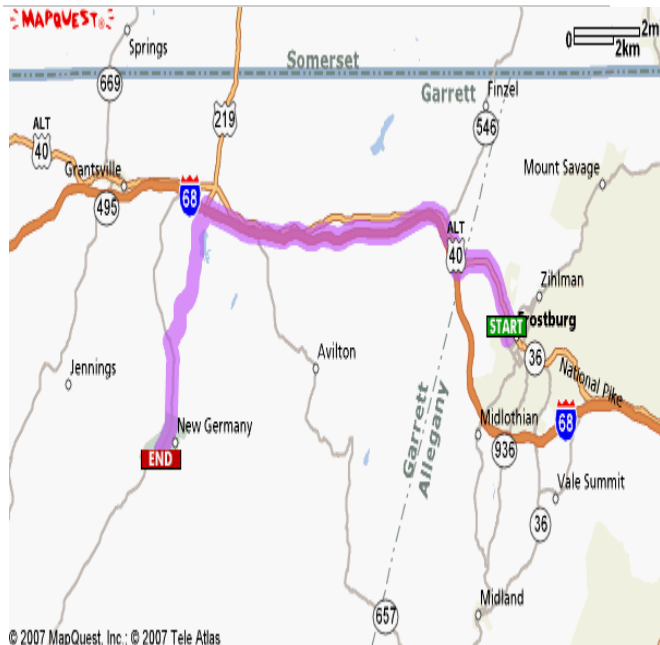 MAPQUEST®
2mi
0
2km
Springs
Somerset
Finzel
669
Garrett
219
546
ALT
40
Mount Savage
Grantsville
68
495
ALT
40
Zihlman
START
Frostburg
36
National Pike
Avilton
Jennings
New Germany
END
Midlothian
68
936
Garrett
Allegany
Vale Summit
36
657
Midland
© 2007 MapQuest, Inc.; © 2007 Tele Atlas